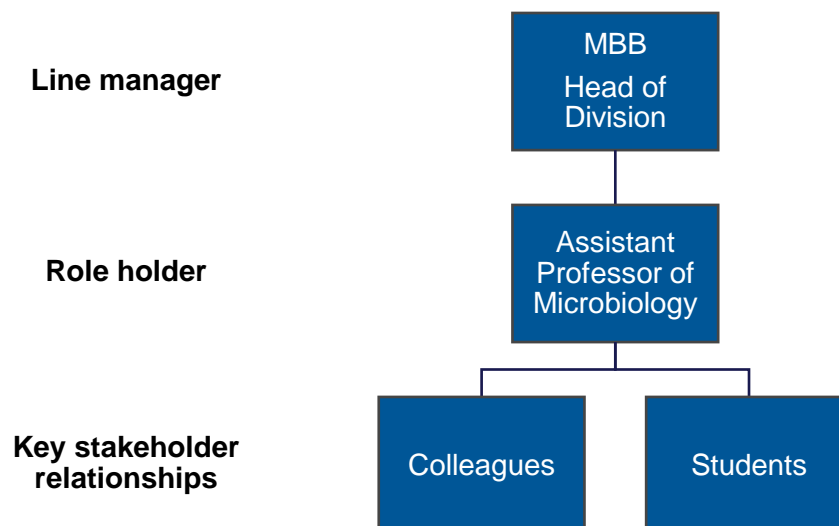 Line manager
MBB
Head of
Division
Role holder
Assistant
Professor of
Microbiology
Key stakeholder
relationships
Colleagues
Students